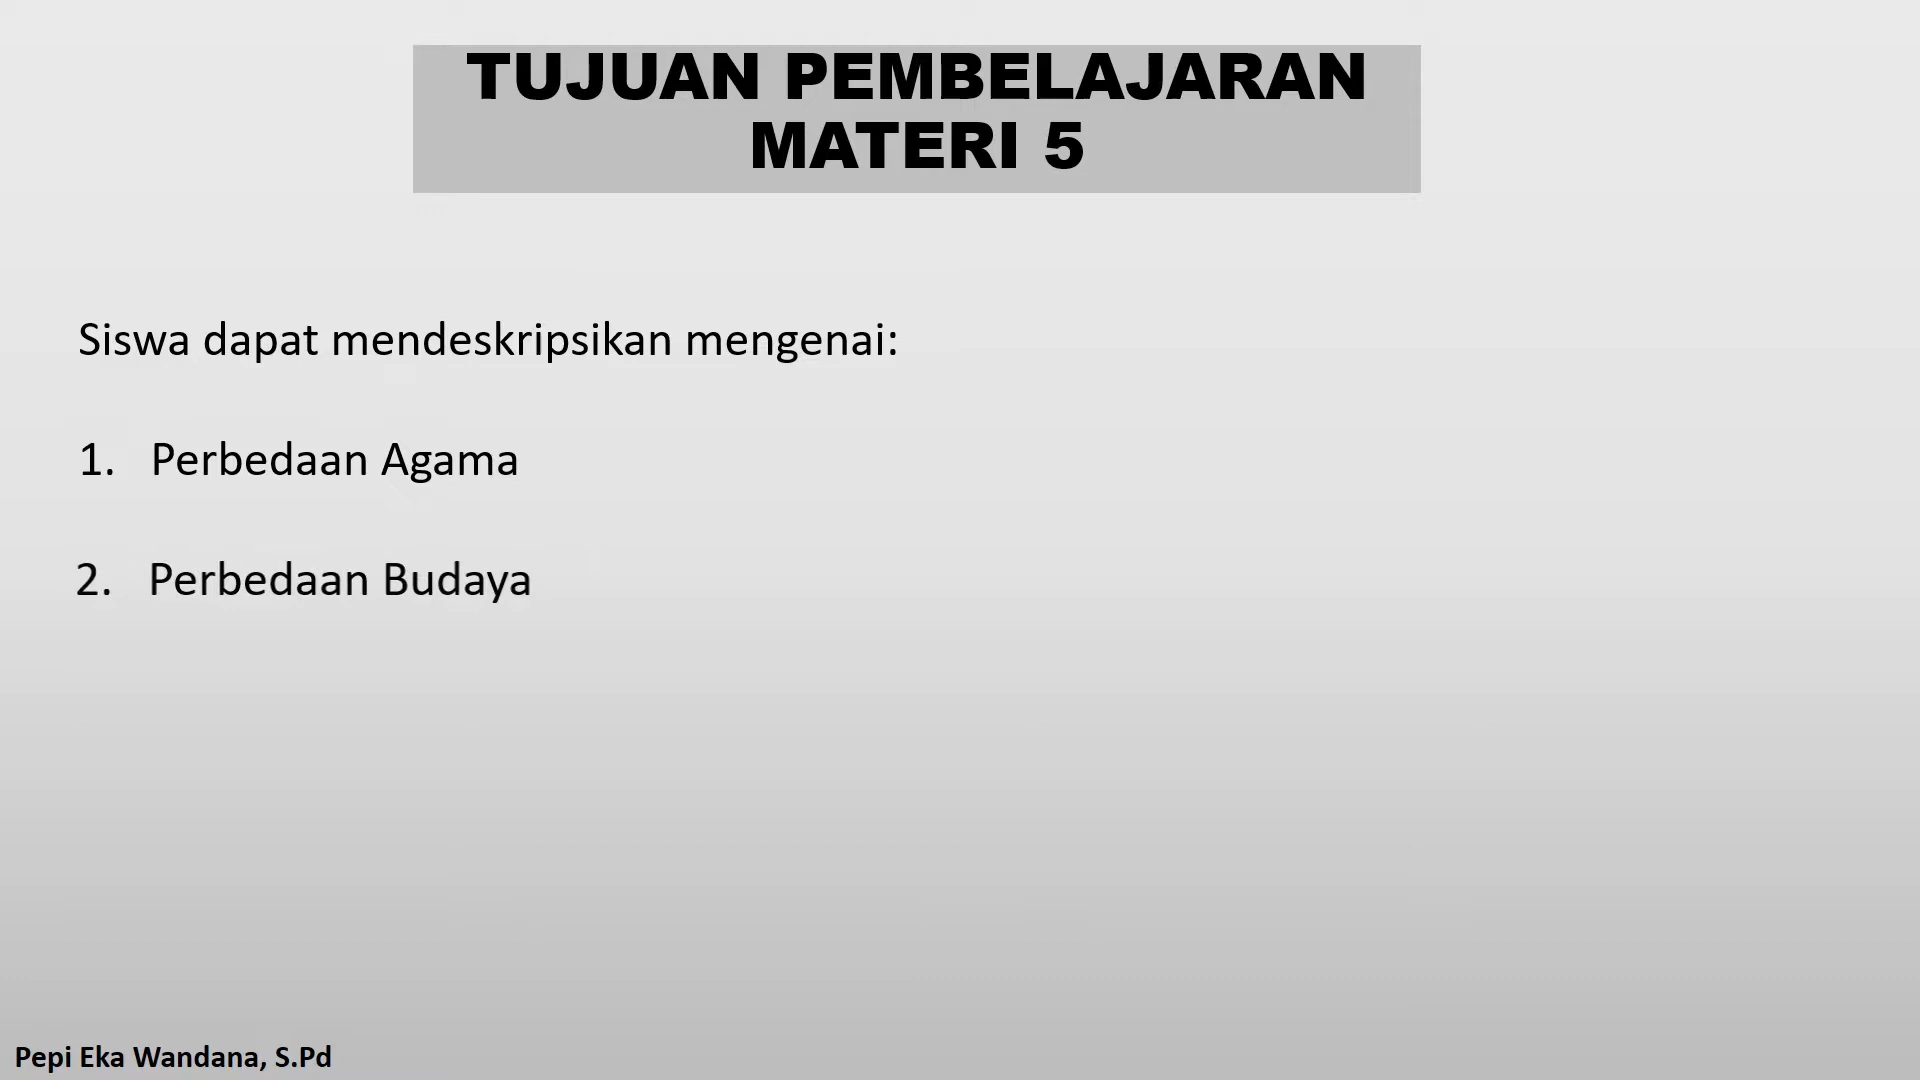 TUJUAN PEMBELAJARAN
MATERI 5
Siswa dapat mendeskripsikan mengenai:
1. Perbedaan Agama
2. Perbedaan Budaya
Pepi Eka Wandana, S.Pd